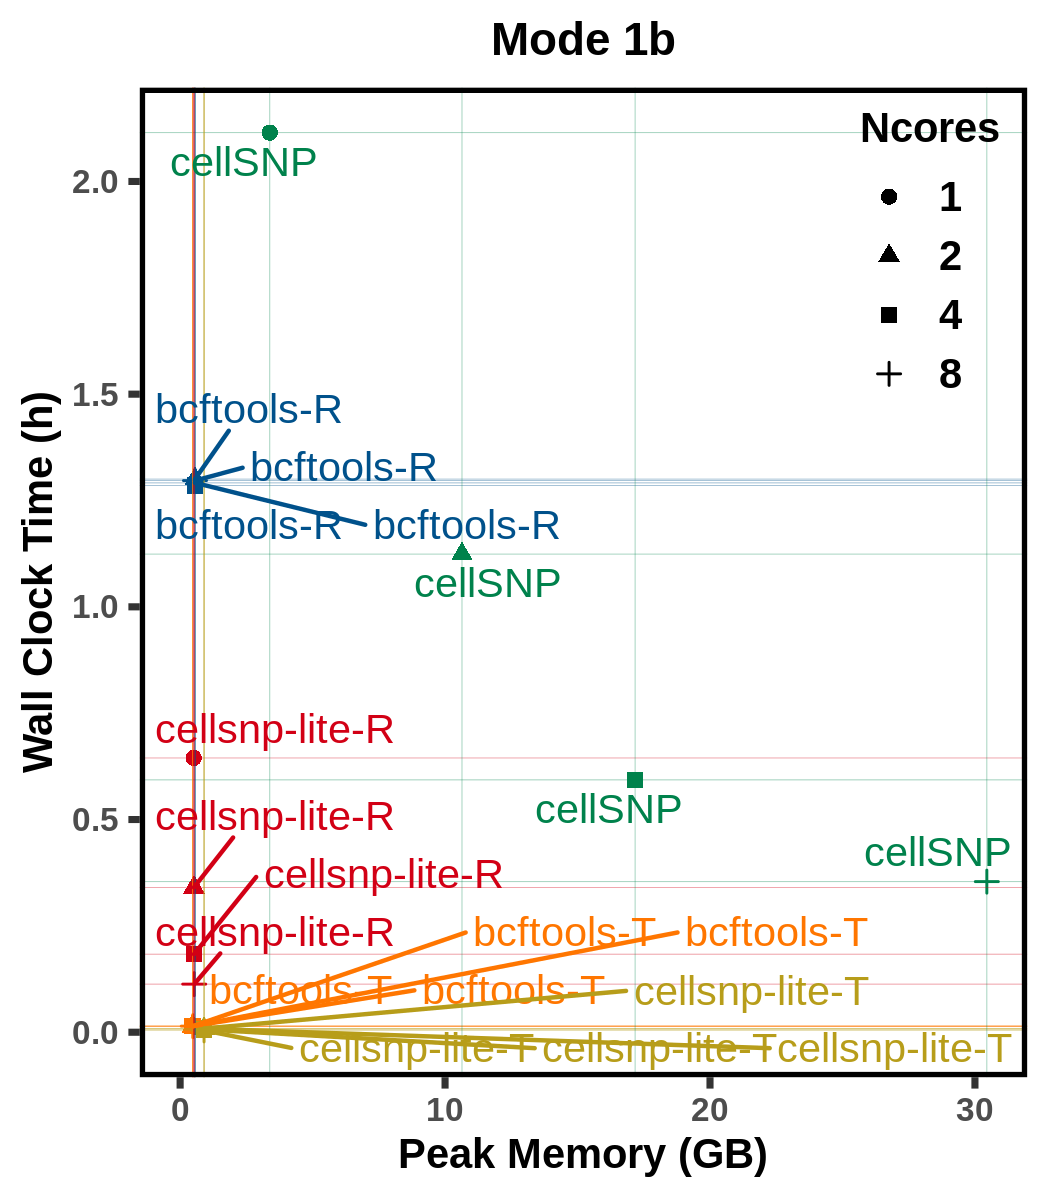 Mode 1b
Ncores
1
2
4
8
Wall Clock Time (h)
2.0
1.5
1.0
0.5
0.0
cellSNP
bcftools-R
bcftools-R
bcftools-R bcftools-R
cellSNP
cellsnp-lite-R
cellSNP
cellsnp-lite-R
cellSNP
cellsnp-lite-R
cellsnp-lite-R bcftools-T bcftools-T
bcftools-T bcftools-T cellsnp-lite-T
cellsnp-lite-T cellsnp-lite-T cellsnp-lite-T
0 10 20 30
Peak Memory (GB)